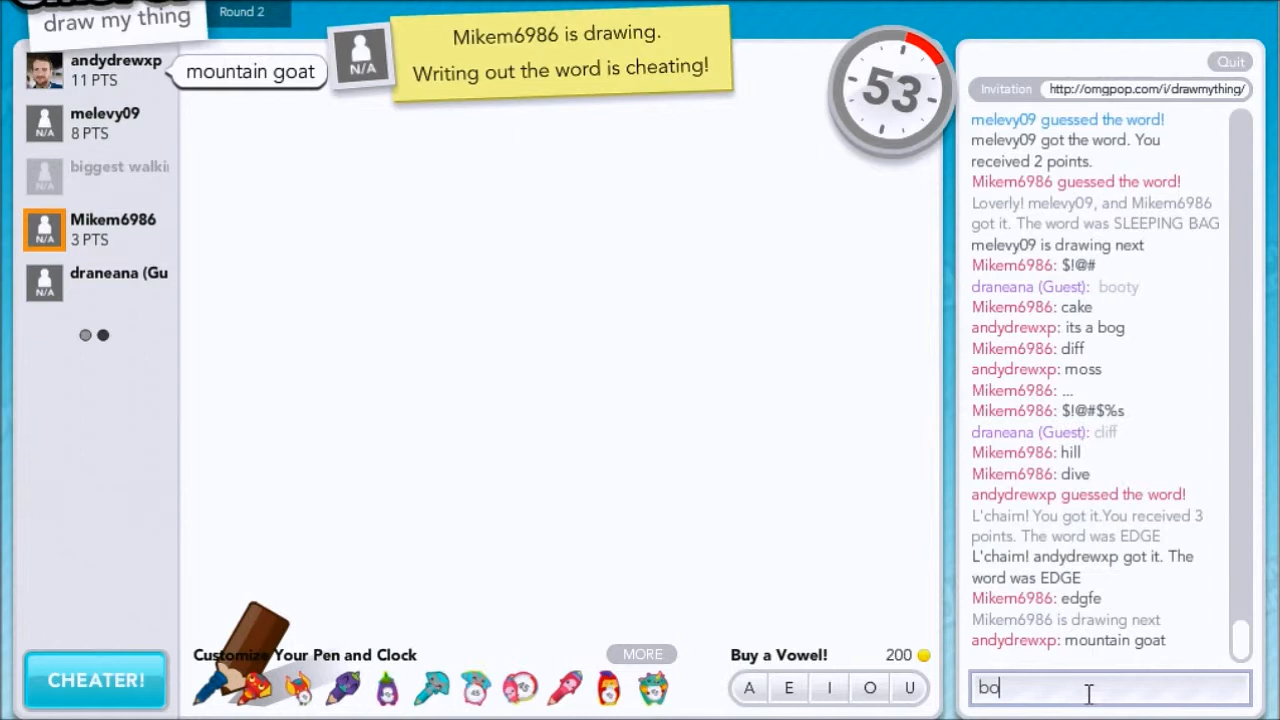 draw my thing
Round 2
andydrewxp
11 PTS
mountain goat
melevy09
8 PTS
N/A
biggest walki
N/A
Mikem6986
3 PTS
N/A
draneana (Gu
N/A
CHEATER!
N/A
Mikem6986 is drawing.
Writing out the word is cheating!
53
Customize Your Pen and Clock
MORE
Buy a Vowel!
200
A E I O U
Quit
Invitation http://omgpop.com/i/drawmything/
melevy09 guessed the word!
melevy09 got the word. You
received 2 points.
Mikem6986 guessed the word!
Loverly! melevy09, and Mikem6986
got it. The word was SLEEPING BAG
melevy09 is drawing next
Mikem6986: $!@#
draneana (Guest): booty
Mikem6986: cake
andydrewxp: its a bog
Mikem6986: diff
andydrewxp: moss
Mikem6986: ...
Mikem6986: $!@#$%s
draneana (Guest): cliff
Mikem6986: hill
Mikem6986: dive
andydrewxp guessed the word!
L'chaim! You got it.You received 3
points. The word was EDGE
L'chaim! andydrewxp got it. The
word was EDGE
Mikem6986: edgfe
Mikem6986 is drawing next
andydrewxp: mountain goat
bo